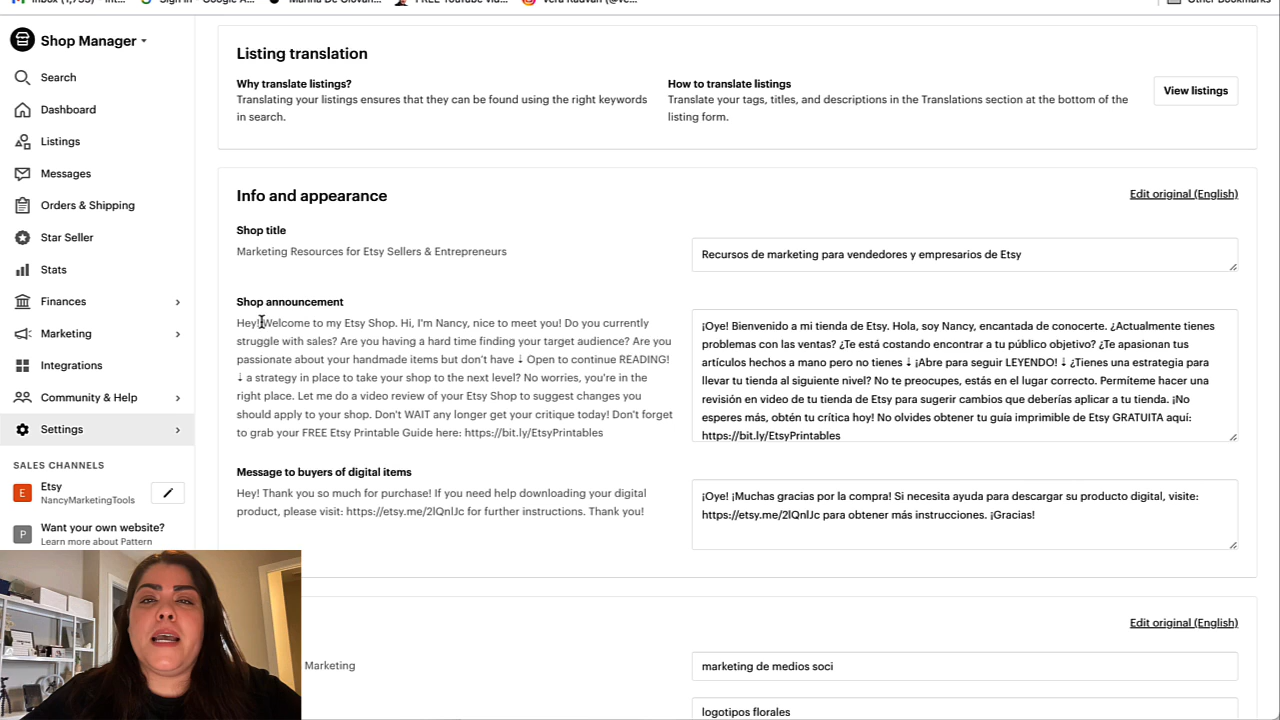 Shop Manager
Search
Dashboard
Listings
Messages
Orders & Shipping
Star Seller
Stats
Finances
Marketing
Integrations
Community & Help
Settings
SALES CHANNELS
Etsy
NancyMarketingTools
P
Want your own website?
Learn more about Pattern
Listing translation
Why translate listings?
Translating your listings ensures that they can be found using the right keywords
in search.
How to translate listings
Translate your tags, titles, and descriptions in the Translations section at the bottom of the
listing form.
View listings
Info and appearance
Edit original (English)
Shop title
Marketing Resources for Etsy Sellers & Entrepreneurs
Recursos de marketing para vendedores y empresarios de Etsy
Shop announcement
Hey! Welcome to my Etsy Shop. Hi, I'm Nancy, nice to meet you! Do you currently
struggle with sales? Are you having a hard time finding your target audience? Are you
passionate about your handmade items but don't have ↓ Open to continue READING!
↓ a strategy in place to take your shop to the next level? No worries, you're in the
right place. Let me do a video review of your Etsy Shop to suggest changes you
should apply to your shop. Don't WAIT any longer get your critique today! Don't forget
to grab your FREE Etsy Printable Guide here: https://bit.ly/EtsyPrintables
¡Oye! Bienvenido a mi tienda de Etsy. Hola, soy Nancy, encantada de conocerte. ¿Actualmente tienes
problemas con las ventas? ¿Te está costando encontrar a tu público objetivo? ¿Te apasionan tus
artículos hechos a mano pero no tienes ↓ ¡Abre para seguir LEYENDO! ↓ ¿Tienes una estrategia para
llevar tu tienda al siguiente nivel? No te preocupes, estás en el lugar correcto. Permíteme hacer una
revisión en video de tu tienda de Etsy para sugerir cambios que deberías aplicar a tu tienda. ¡No
esperes más, obtén tu crítica hoy! No olvides obtener tu guía imprimible de Etsy GRATUITA aquí:
https://bit.ly/EtsyPrintables
Message to buyers of digital items
Hey! Thank you so much for purchase! If you need help downloading your digital
product, please visit: https://etsy.me/2lQnIJc for further instructions. Thank you!
¡Oye! ¡Muchas gracias por la compra! Si necesita ayuda para descargar su producto digital, visite:
https://etsy.me/2lQnIJc para obtener más instrucciones. ¡Gracias!
Edit original (English)
Marketing
marketing de medios soci
logotipos florales